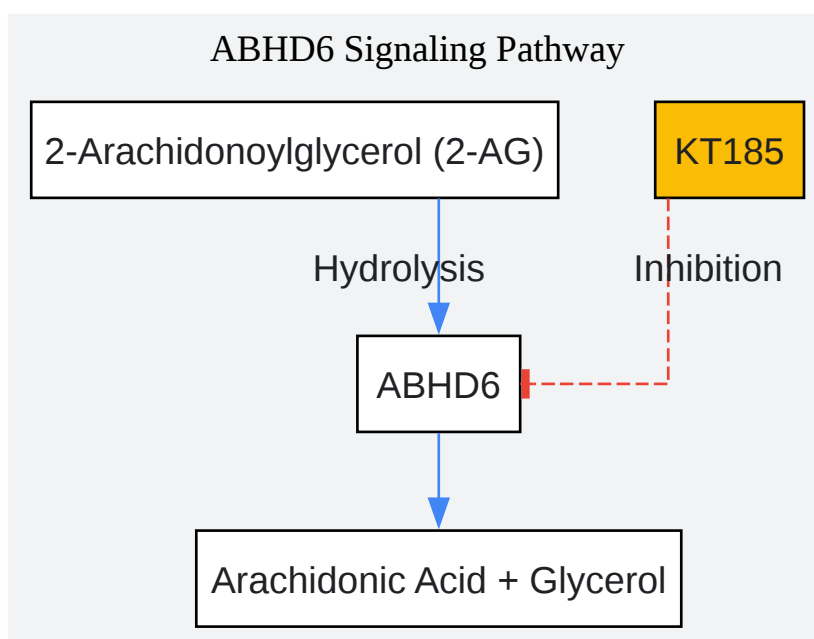 ABHD6 Signaling Pathway
2-Arachidonoylglycerol (2-AG)
KT185
Hydrolysis
Inhibition
ABHD6
Arachidonic Acid + Glycerol